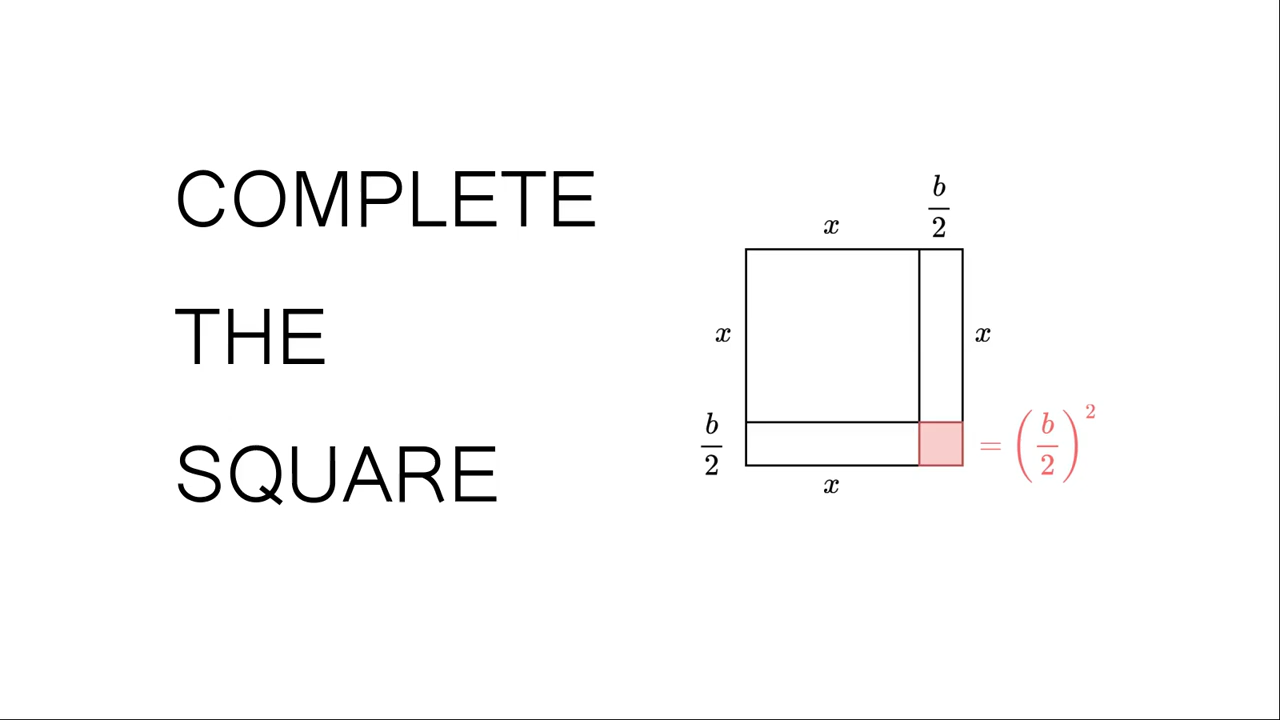 COMPLETE
THE
SQUARE
b
2
x
x
x
b
2
= (b/2)^2
x